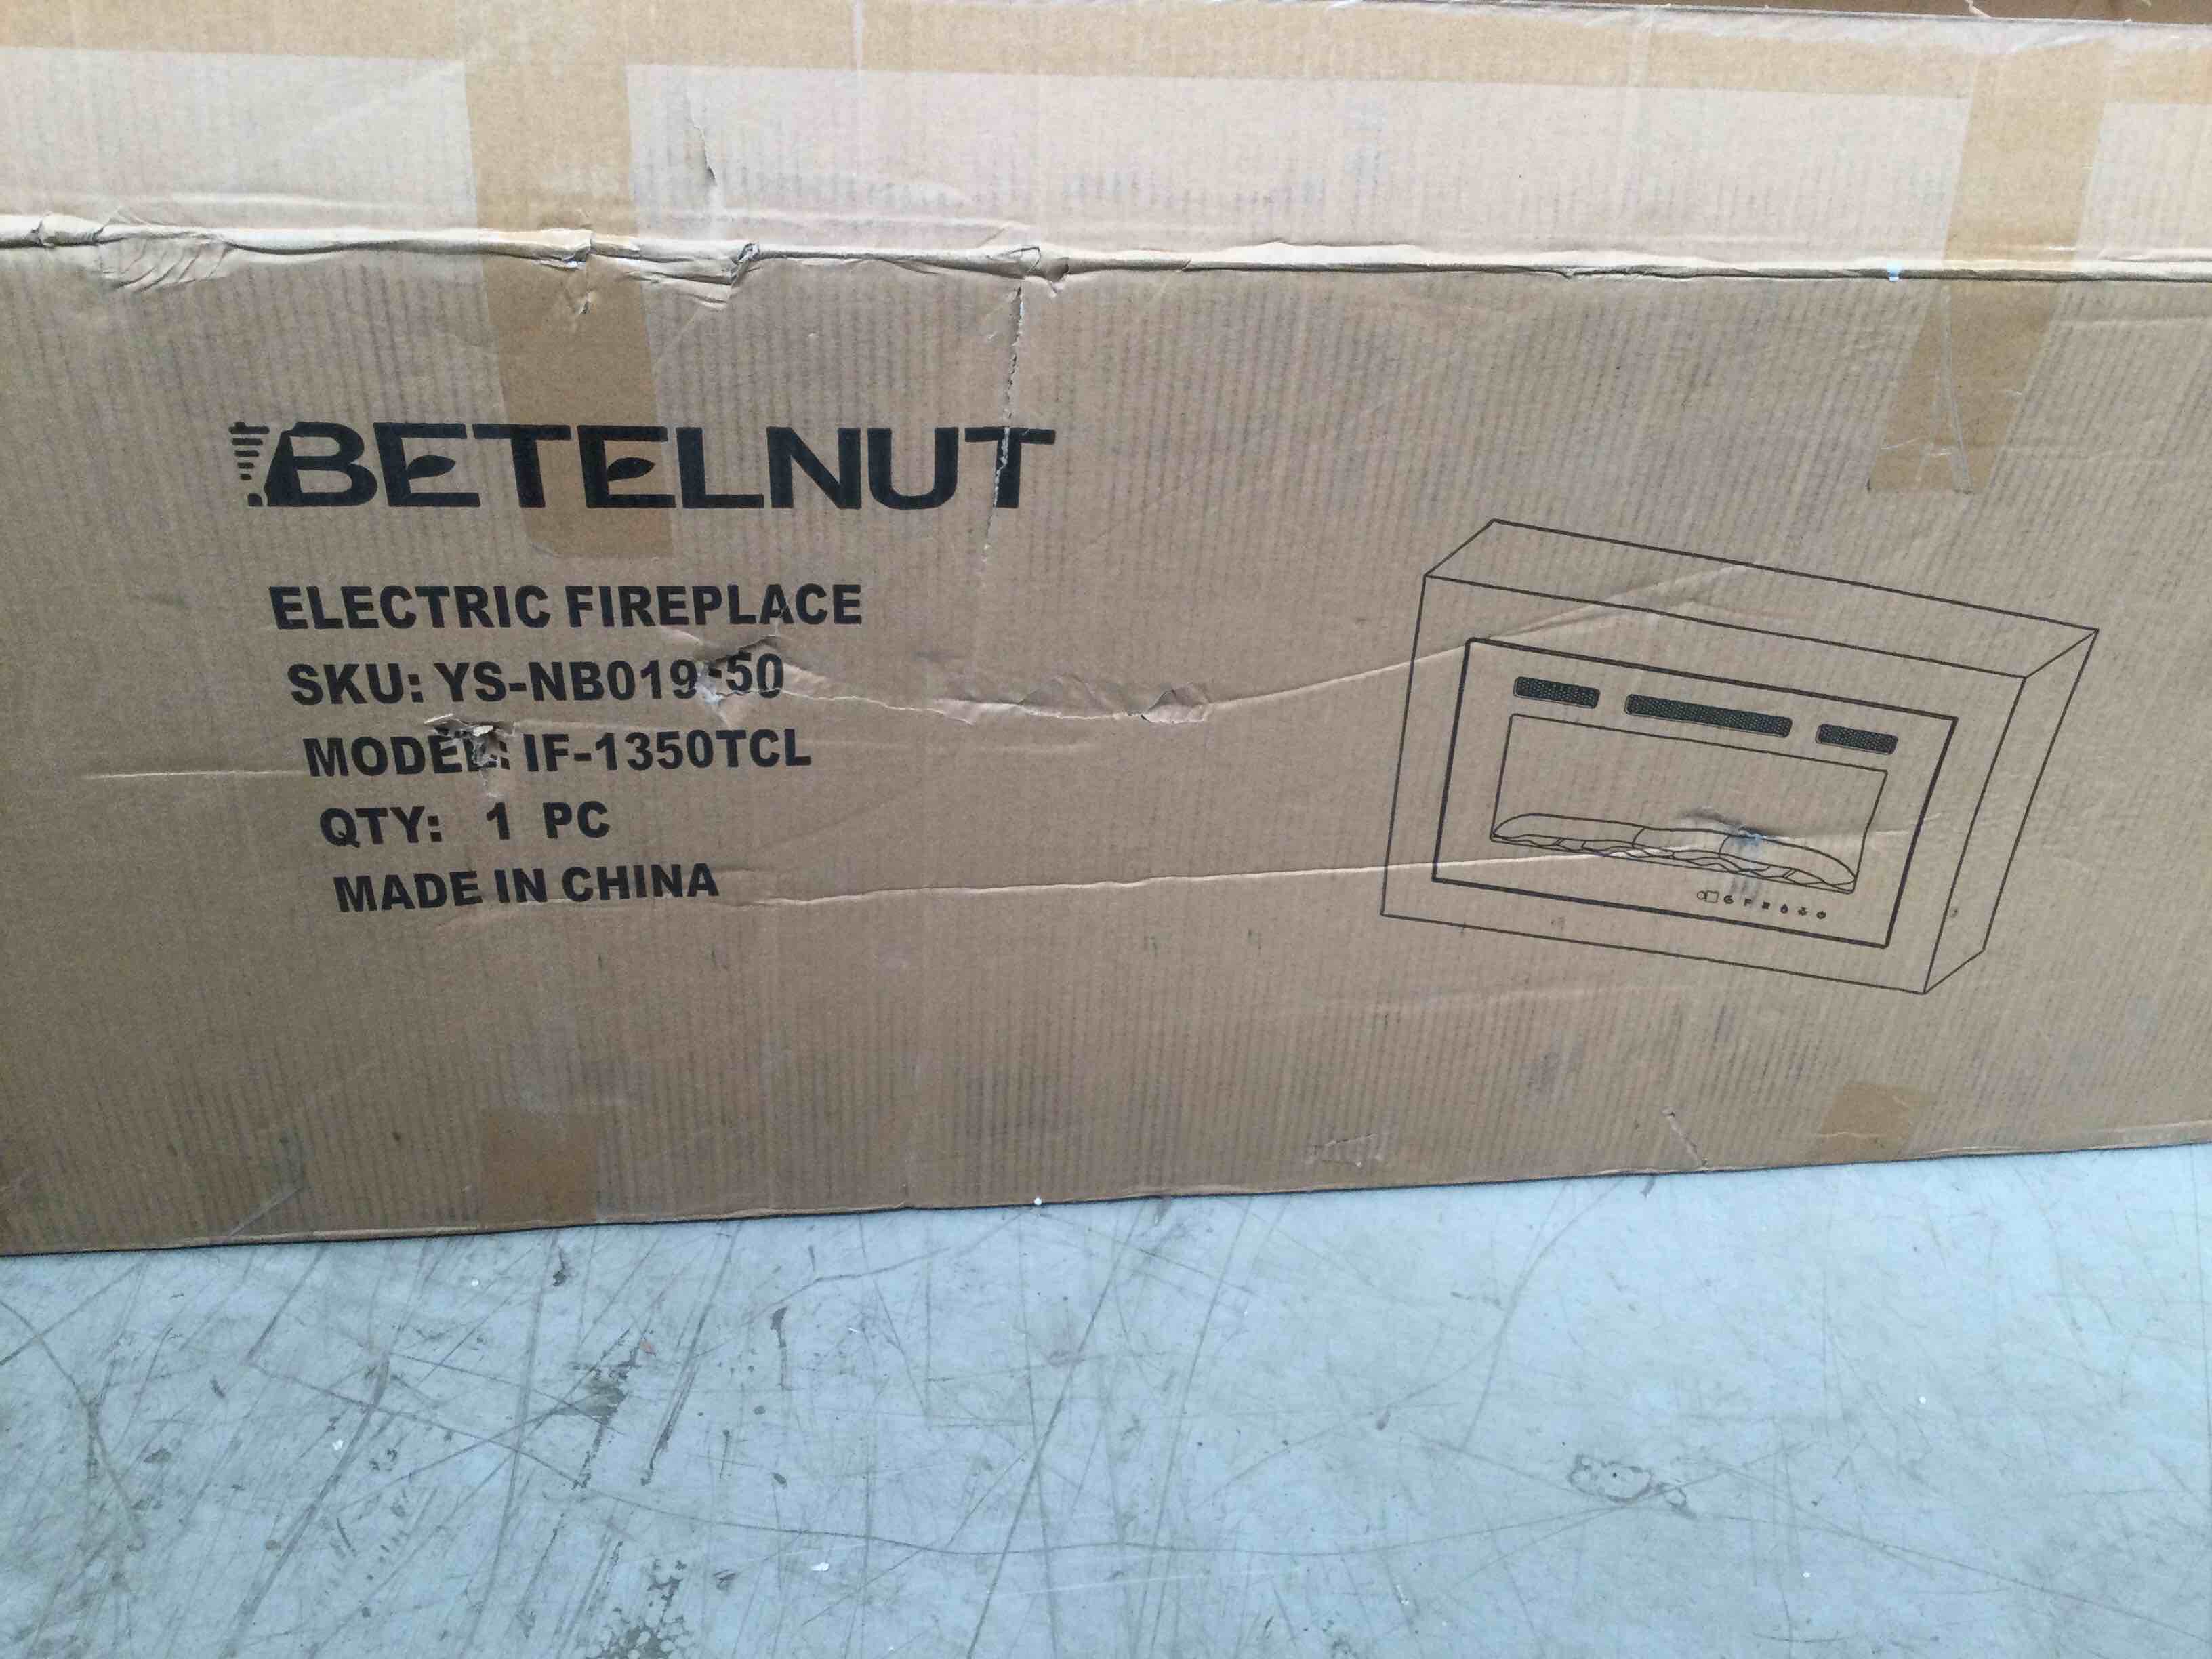 BETELNUT
ELECTRIC FIREPLACE
SKU: YS-NB019-50
MODEL: IF-1350TCL
QTY: 1 PC
MADE IN CHINA